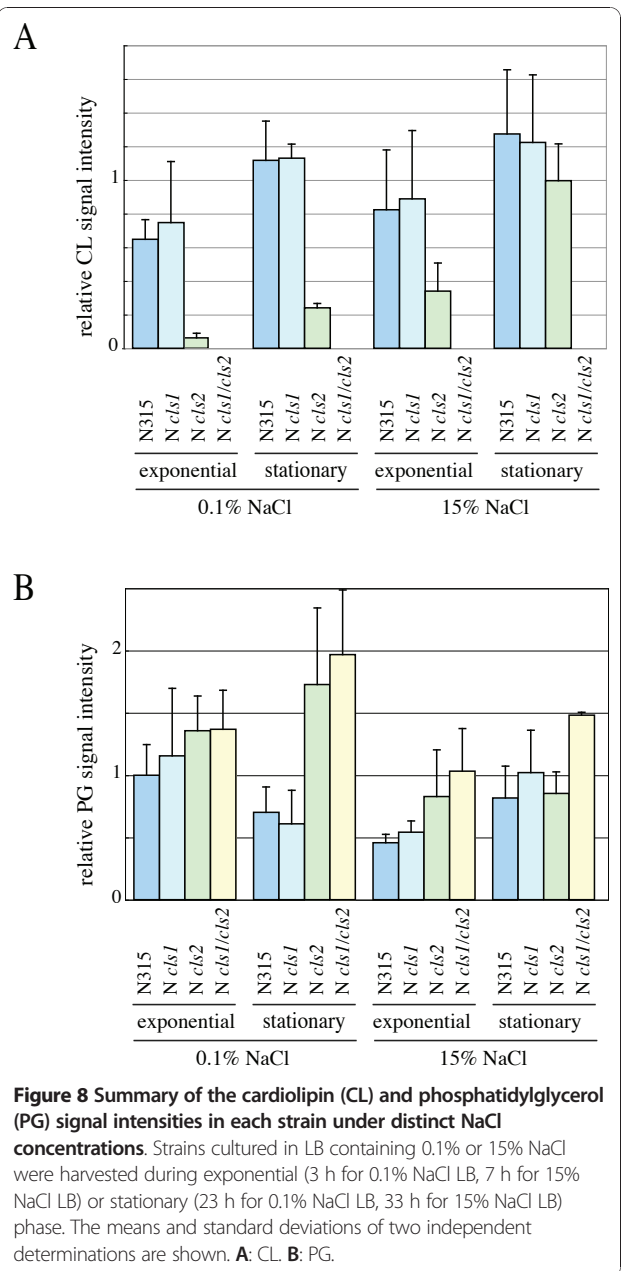 A
relative CL signal intensity
1
0
N315
N cls1
N cls2
N cls1/cls2
N315
N cls1
N cls2
N cls1/cls2
N315
N cls1
N cls2
N cls1/cls2
N315
N cls1
N cls2
N cls1/cls2
exponential stationary exponential stationary
0.1% NaCl 15% NaCl
B
relative PG signal intensity
2
1
0
N315
N cls1
N cls2
N cls1/cls2
N315
N cls1
N cls2
N cls1/cls2
N315
N cls1
N cls2
N cls1/cls2
N315
N cls1
N cls2
N cls1/cls2
exponential stationary exponential stationary
0.1% NaCl 15% NaCl
Figure 8 Summary of the cardiolipin (CL) and phosphatidylglycerol
(PG) signal intensities in each strain under distinct NaCl
concentrations. Strains cultured in LB containing 0.1% or 15% NaCl
were harvested during exponential (3 h for 0.1% NaCl LB, 7 h for 15%
NaCl LB) or stationary (23 h for 0.1% NaCl LB, 33 h for 15% NaCl LB)
phase. The means and standard deviations of two independent
determinations are shown. A: CL. B: PG.